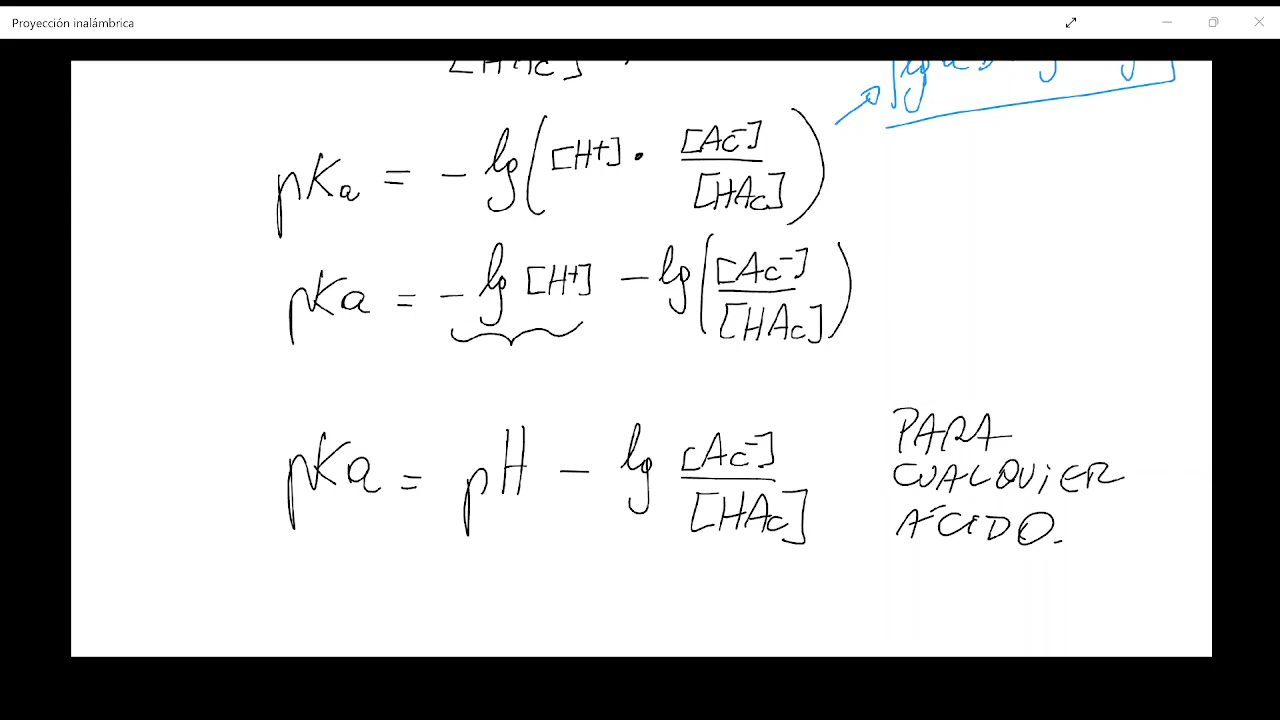 Proyección inalámbrica
[HAc]
pKa = - lg([H+] · [Ac-]/[HAc])
pKa = - lg [H+] - lg([Ac-]/[HAc])
pKa = pH - lg [Ac-]/[HAc]
PARA
CUALQUIER
ÁCIDO.